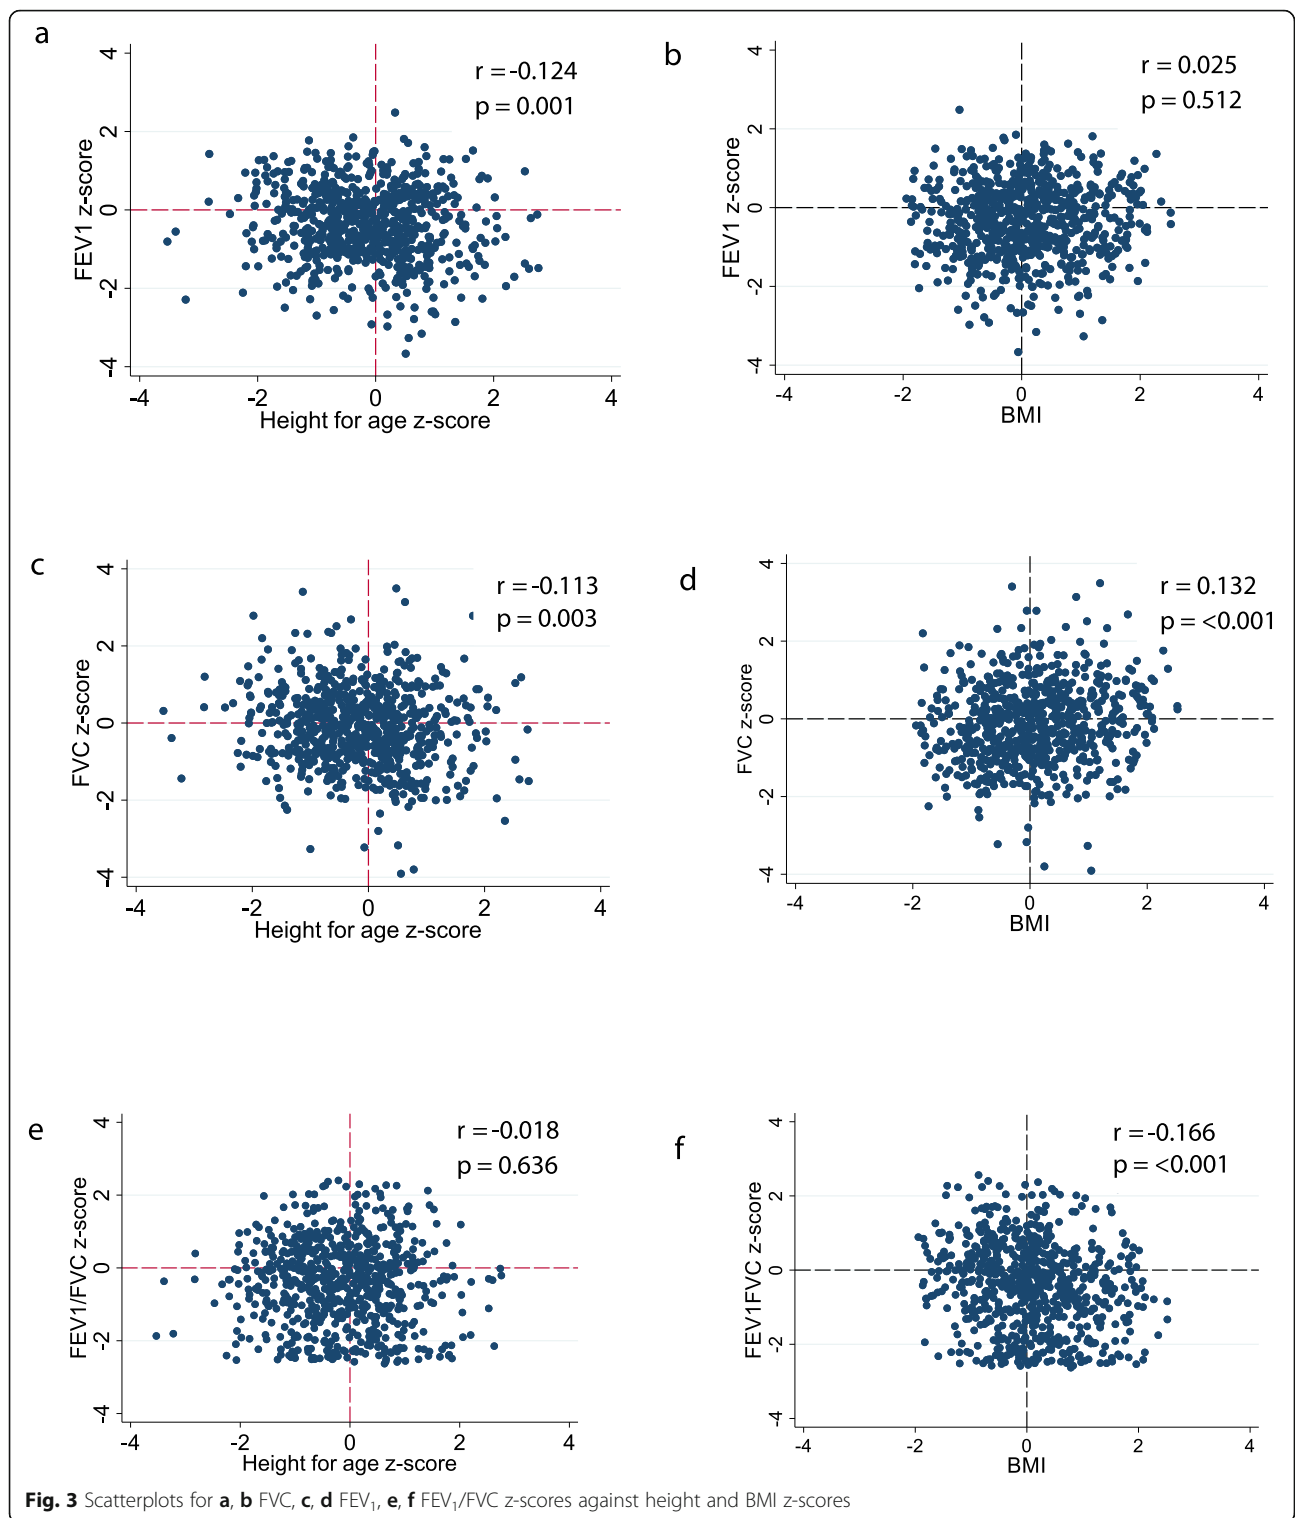 a
r = -0.124
p = 0.001
FEV1 z-score
4
2
0
-2
-4
-4 -2 0 2 4
Height for age z-score
b
r = 0.025
p = 0.512
FEV1 z-score
4
2
0
-2
-4
-4 -2 0 2 4
BMI
c
r = -0.113
p = 0.003
FVC z-score
4
2
0
-2
-4
-4 -2 0 2 4
Height for age z-score
d
r = 0.132
p = <0.001
FVC z-score
4
2
0
-2
-4
-4 -2 0 2 4
BMI
e
r = -0.018
p = 0.636
FEV1/FVC z-score
4
2
0
-2
-4
-4 -2 0 2 4
Height for age z-score
f
r = -0.166
p = <0.001
FEV1FVC z-score
4
2
0
-2
-4
-4 -2 0 2 4
BMI
Fig. 3 Scatterplots for a, b FVC, c, d FEV₁, e, f FEV₁/FVC z-scores against height and BMI z-scores